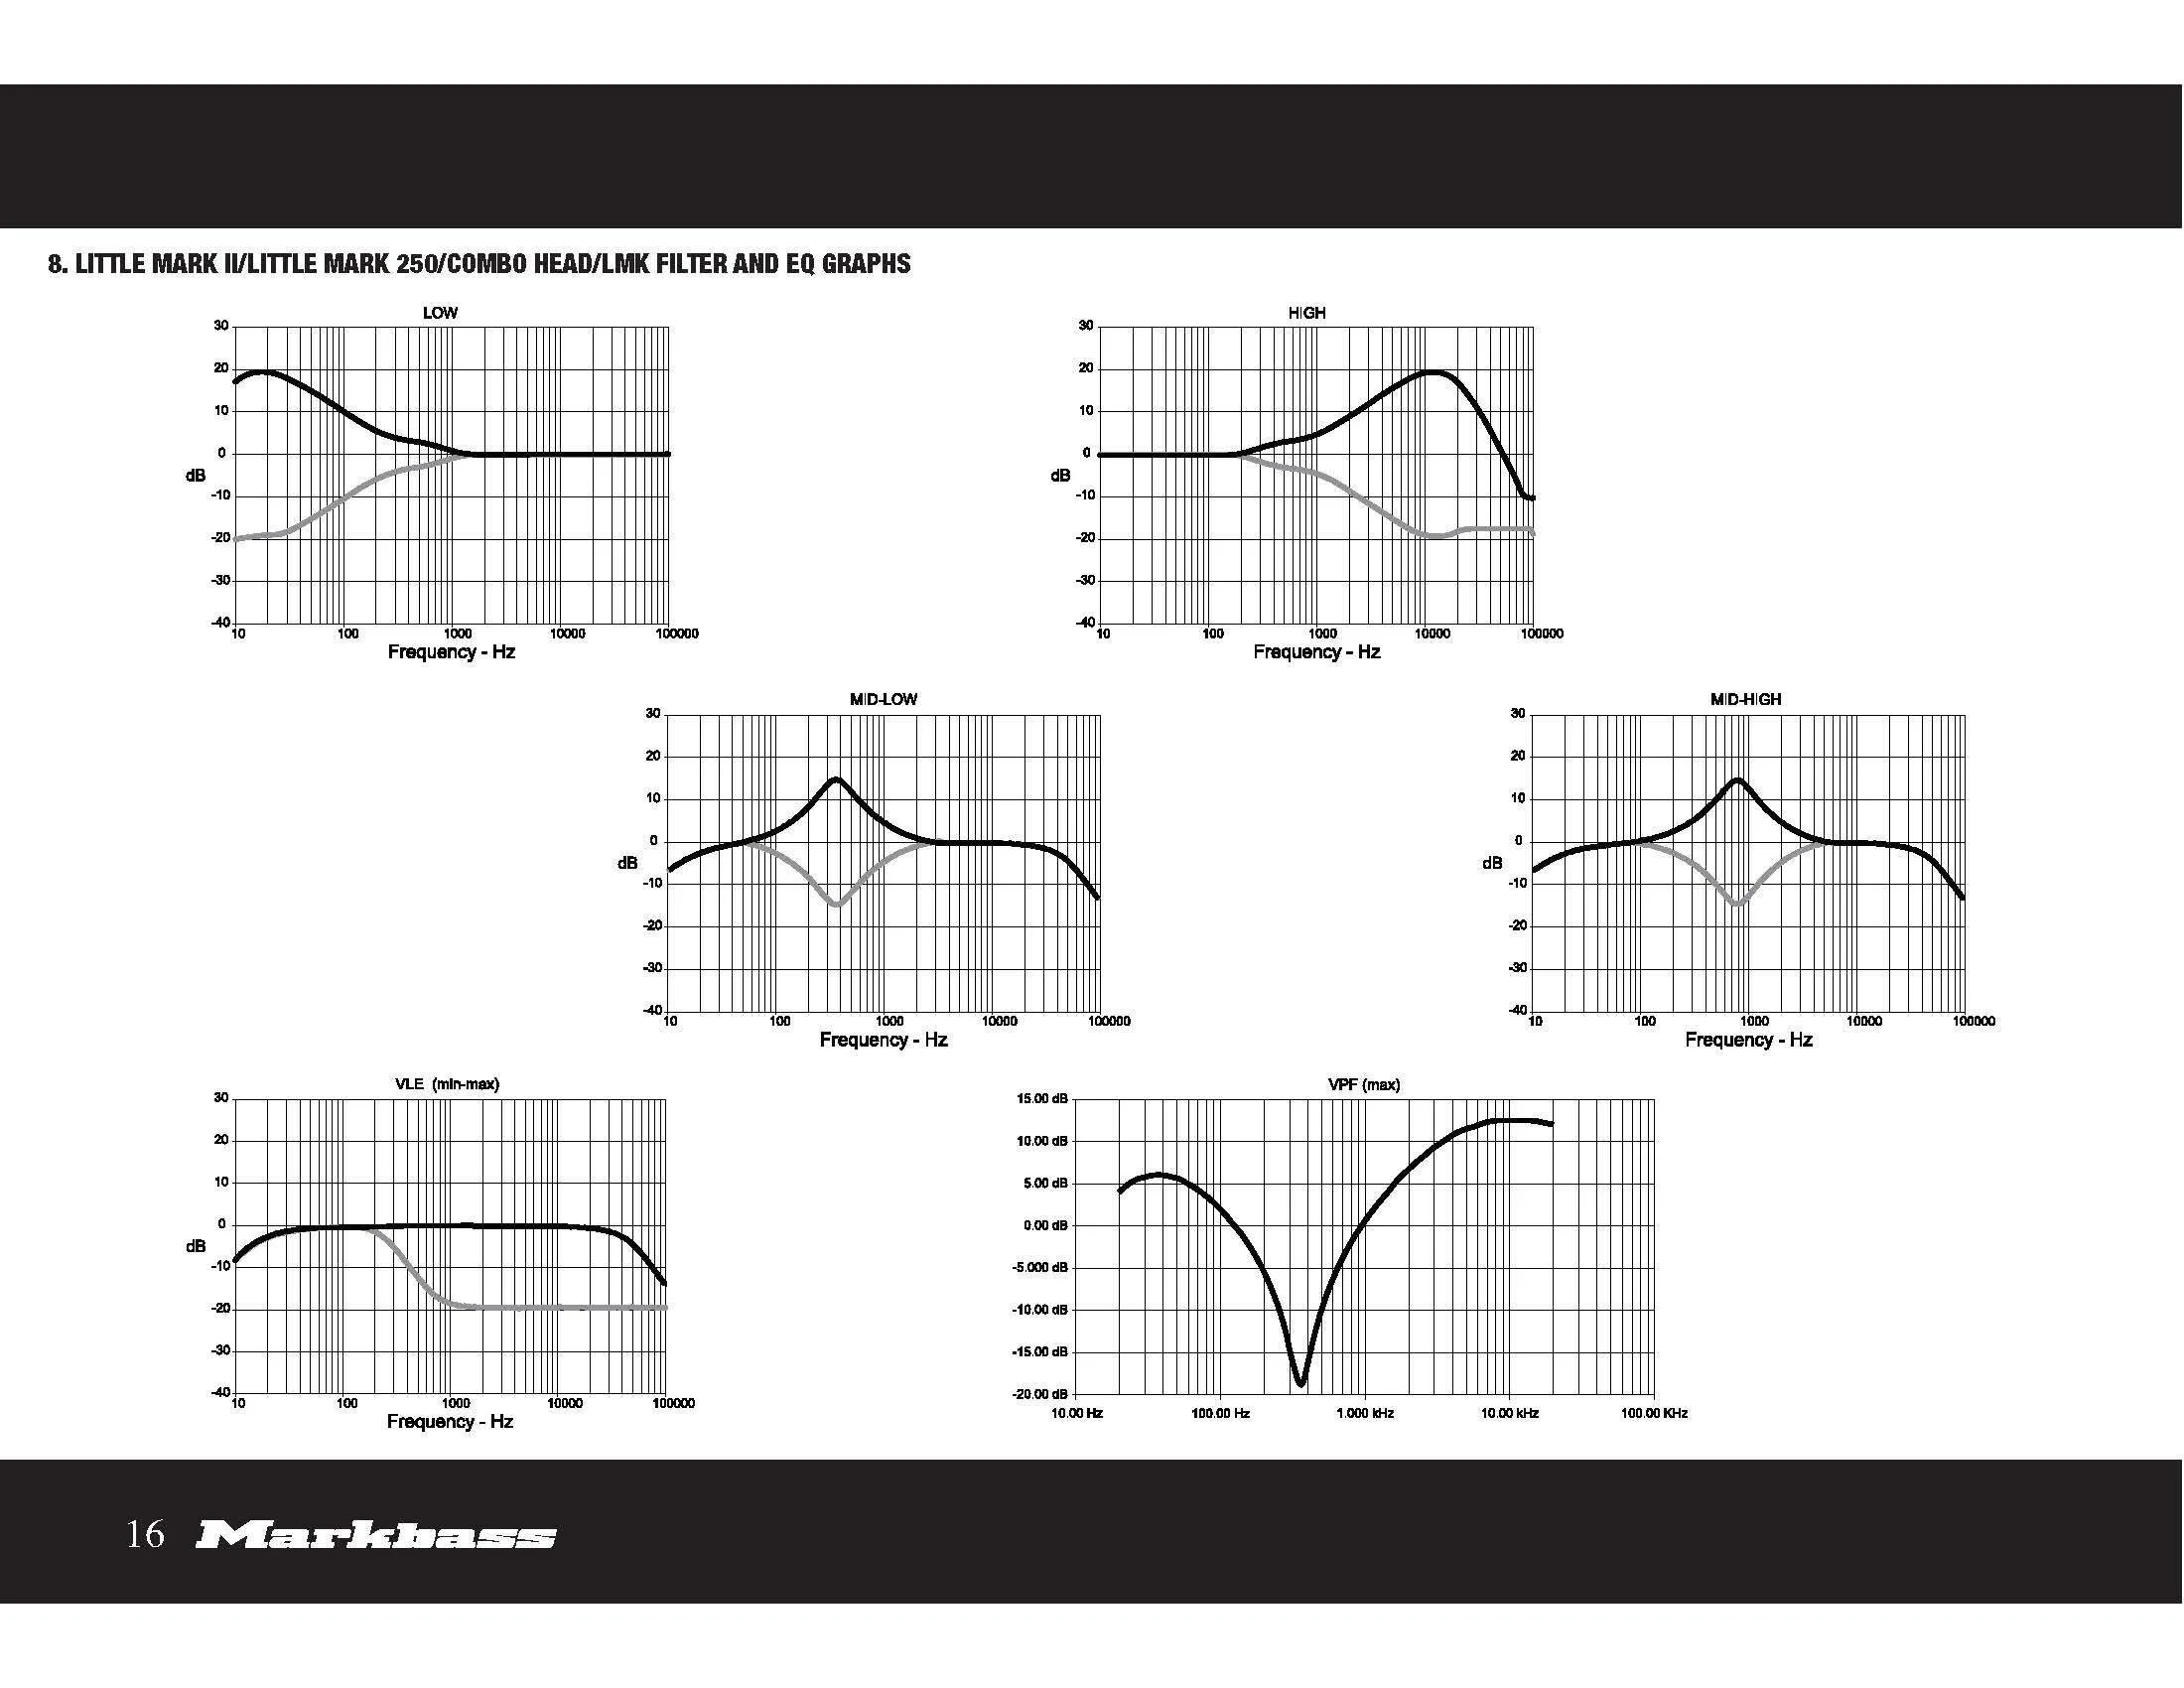 8. LITTLE MARK II/LITTLE MARK 250/COMBO HEAD/LMK FILTER AND EQ GRAPHS
LOW
30
20
10
0
dB
-10
-20
-30
-40
10 100 1000 10000 100000
Frequency - Hz
HIGH
30
20
10
0
dB
-10
-20
-30
-40
10 100 1000 10000 100000
Frequency - Hz
MID-LOW
30
20
10
0
dB
-10
-20
-30
-40
10 100 1000 10000 100000
Frequency - Hz
MID-HIGH
30
20
10
0
dB
-10
-20
-30
-40
10 100 1000 10000 100000
Frequency - Hz
VLE (min-max)
30
20
10
0
dB
-10
-20
-30
-40
10 100 1000 10000 100000
Frequency - Hz
VPF (max)
15.00 dB
10.00 dB
5.00 dB
0.00 dB
-5.000 dB
-10.00 dB
-15.00 dB
-20.00 dB
10.00 Hz 100.00 Hz 1.000 kHz 10.00 kHz 100.00 KHz
16 Markbass